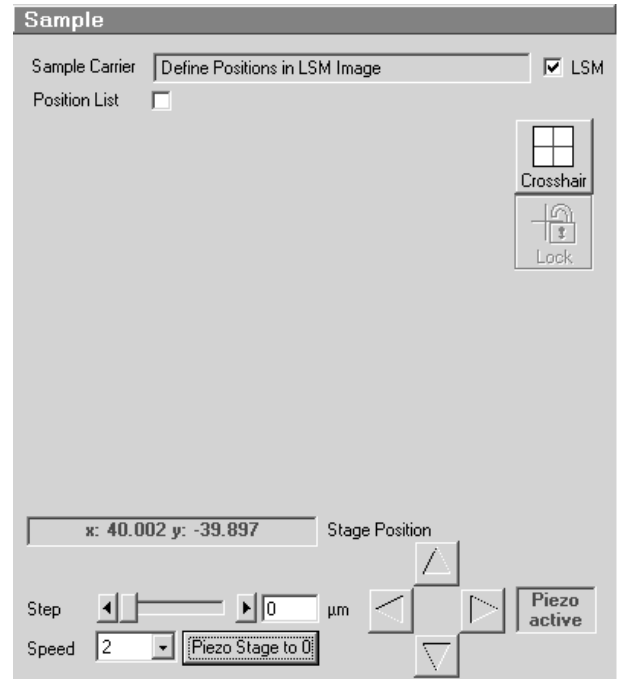 Sample
Sample Carrier Define Positions in LSM Image LSM
Position List
Crosshair
Lock
x: 40.002 y: -39.897 Stage Position
Step 0 µm
Piezo
active
Speed 2 Piezo Stage to 0